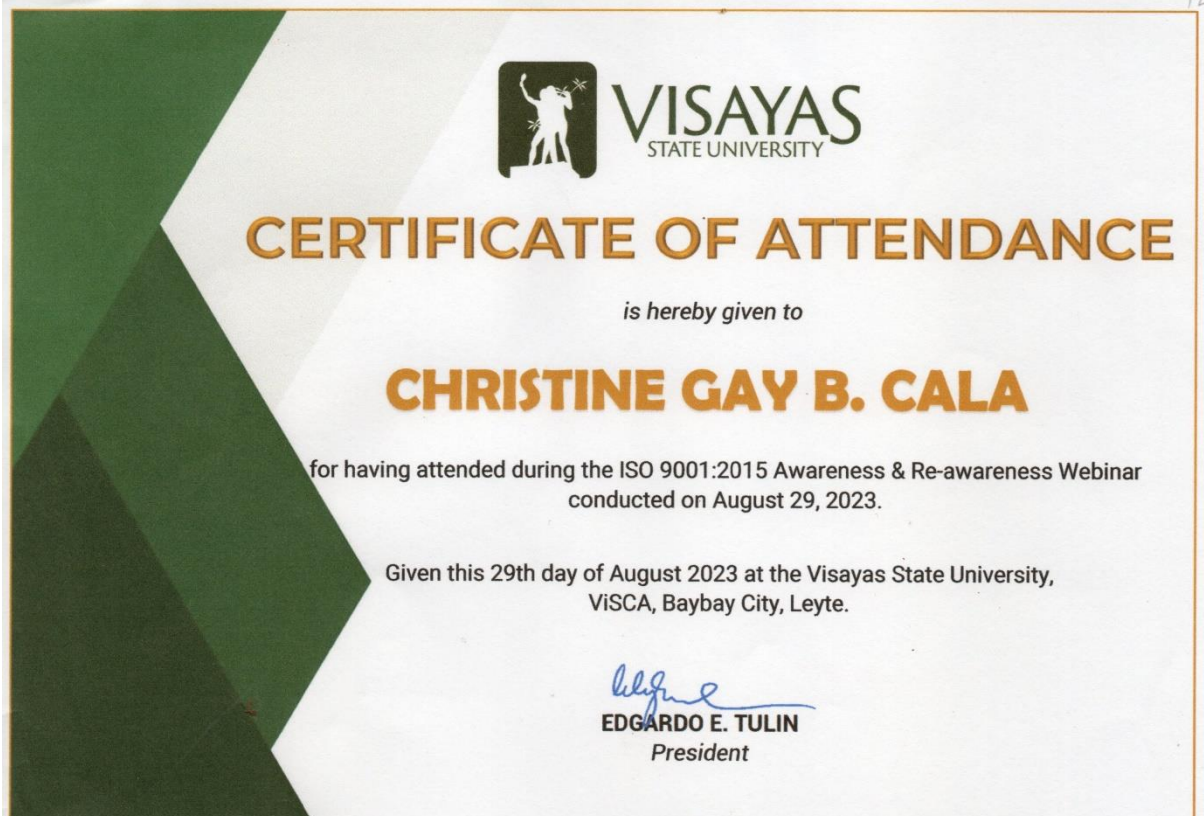 VISAYAS
STATE UNIVERSITY
CERTIFICATE OF ATTENDANCE
is hereby given to
CHRISTINE GAY B. CALA
for having attended during the ISO 9001:2015 Awareness & Re-awareness Webinar
conducted on August 29, 2023.
Given this 29th day of August 2023 at the Visayas State University,
ViSCA, Baybay City, Leyte.
EDGARDO E. TULIN
President